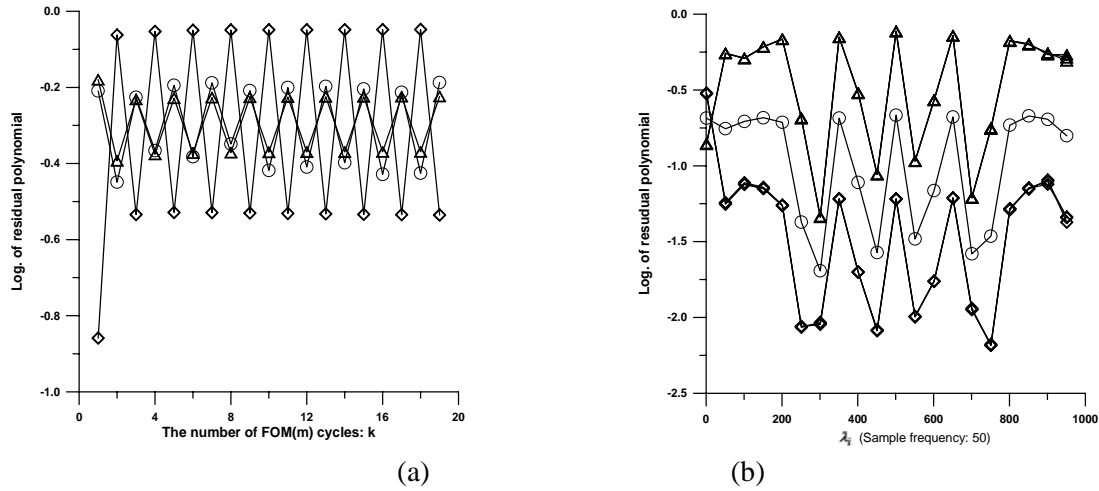 0.0
-0.2
-0.4
-0.6
-0.8
-1.0
Log. of residual polynomial
0 4 8 12 16 20
The number of FOM(m) cycles: k
(a)
0.0
-0.5
-1.0
-1.5
-2.0
-2.5
Log. of resudual polynomial
0 200 400 600 800 1000
λᵢ (Sample frequency: 50)
(b)